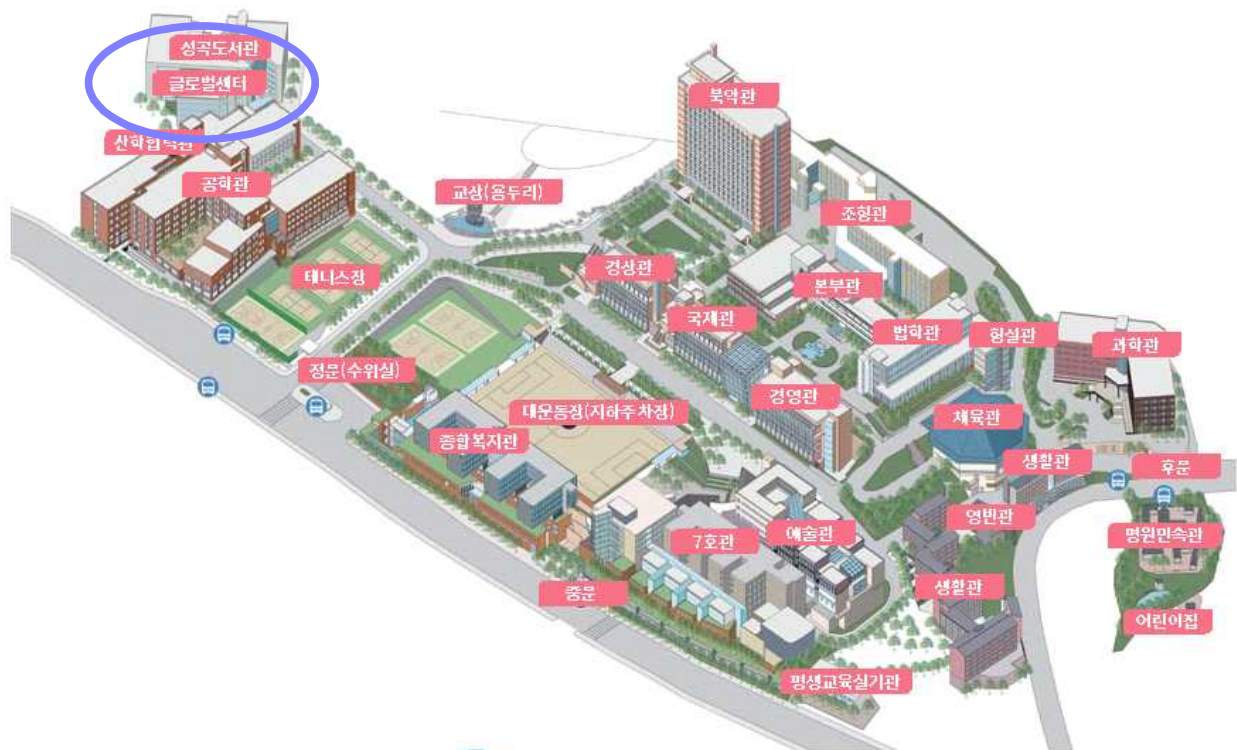 성곡도서관
글로벌센터
산학협력관
공학관
북악관
교상(용두리)
조형관
테니스장
경상관
본부관
국제관
법학관
형설관
과학관
정문(수위실)
경영관
대운동장(지하주차장)
체육관
종합복지관
생활관
후문
영빈관
7호관
예술관
명원민속관
중문
생활관
어린이집
평생교육실기관